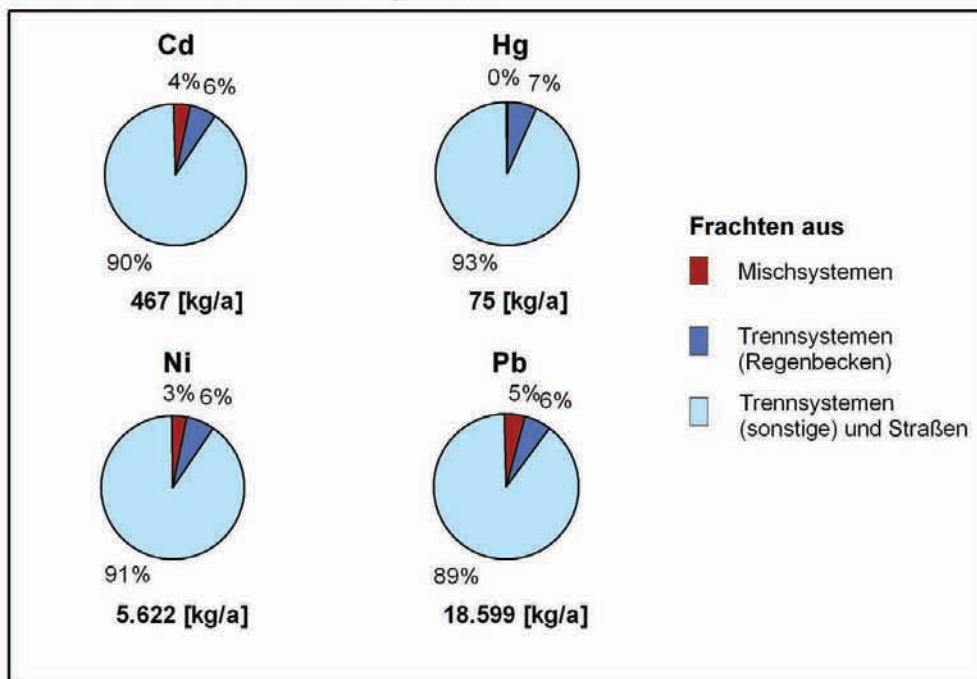 Cd
4% 6%
90%
467 [kg/a]
Hg
0% 7%
93%
75 [kg/a]
Ni
3% 6%
91%
5.622 [kg/a]
Pb
5% 6%
89%
18.599 [kg/a]
Frachten aus
Mischsystemen
Trennsystemen
(Regenbecken)
Trennsystemen
(sonstige) und Straßen